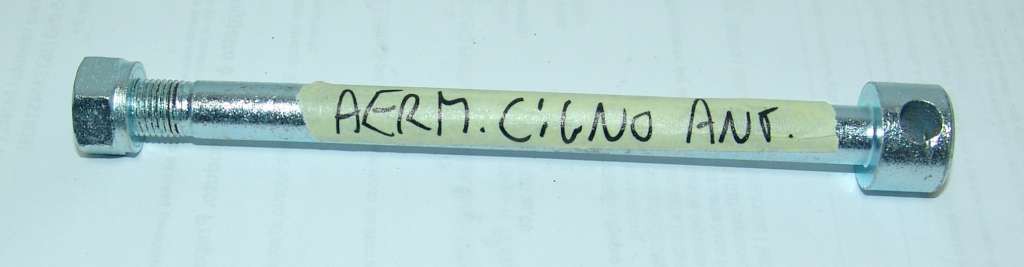 AERM. CiGNO ANT.